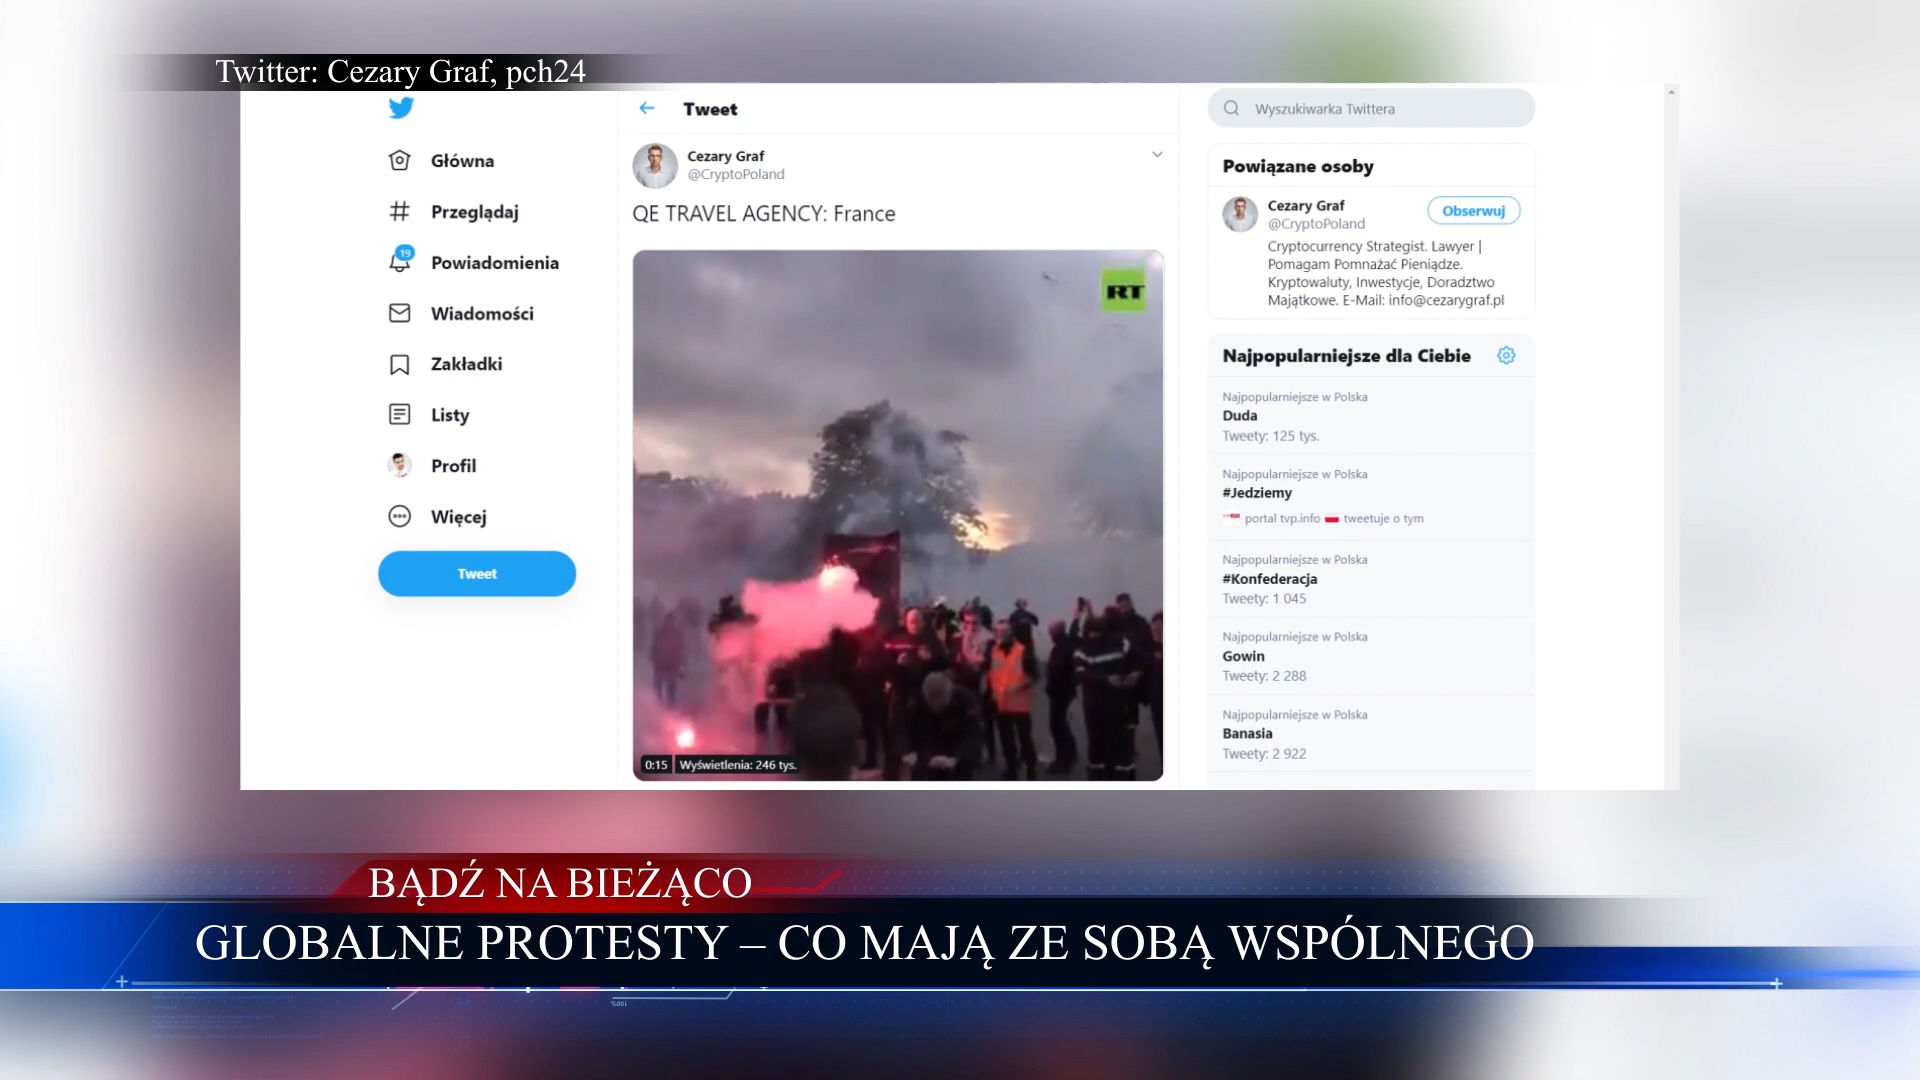 Twitter: Cezary Graf, pch24
Główna
Przeglądaj
19
Powiadomienia
Wiadomości
Zakładki
Listy
Profil
Więcej
Tweet
Tweet
Cezary Graf
@CryptoPoland
QE TRAVEL AGENCY: France
RT
0:15 Wyświetlenia: 246 tys.
Wyszukiwarka Twittera
Powiązane osoby
Cezary Graf
@CryptoPoland
Obserwuj
Cryptocurrency Strategist. Lawyer |
Pomagam Pomnażać Pieniądze.
Kryptowaluty, Inwestycje, Doradztwo
Majątkowe. E-Mail: info@cezarygraf.pl
Najpopularniejsze dla Ciebie
Najpopularniejsze w Polska
Duda
Tweety: 125 tys.
Najpopularniejsze w Polska
#Jedziemy
portal tvp.info tweetuje o tym
Najpopularniejsze w Polska
#Konfederacja
Tweety: 1 045
Najpopularniejsze w Polska
Gowin
Tweety: 2 288
Najpopularniejsze w Polska
Banasia
Tweety: 2 922
BĄDŹ NA BIEŻĄCO
GLOBALNE PROTESTY – CO MAJĄ ZE SOBĄ WSPÓLNEGO